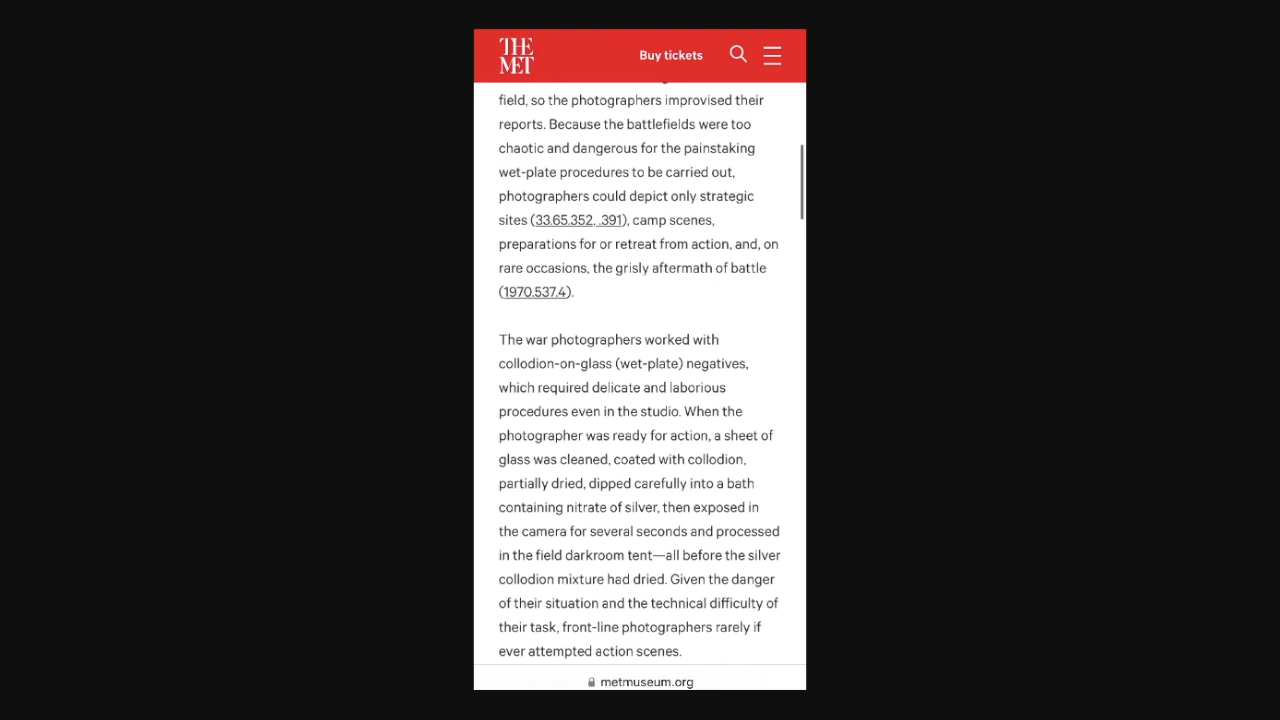 THE
MET
Buy tickets
field, so the photographers improvised their
reports. Because the battlefields were too
chaotic and dangerous for the painstaking
wet-plate procedures to be carried out,
photographers could depict only strategic
sites (33.65.352, .391), camp scenes,
preparations for or retreat from action, and, on
rare occasions, the grisly aftermath of battle
(1970.537.4).
The war photographers worked with
collodion-on-glass (wet-plate) negatives,
which required delicate and laborious
procedures even in the studio. When the
photographer was ready for action, a sheet of
glass was cleaned, coated with collodion,
partially dried, dipped carefully into a bath
containing nitrate of silver, then exposed in
the camera for several seconds and processed
in the field darkroom tent—all before the silver
collodion mixture had dried. Given the danger
of their situation and the technical difficulty of
their task, front-line photographers rarely if
ever attempted action scenes.
metmuseum.org